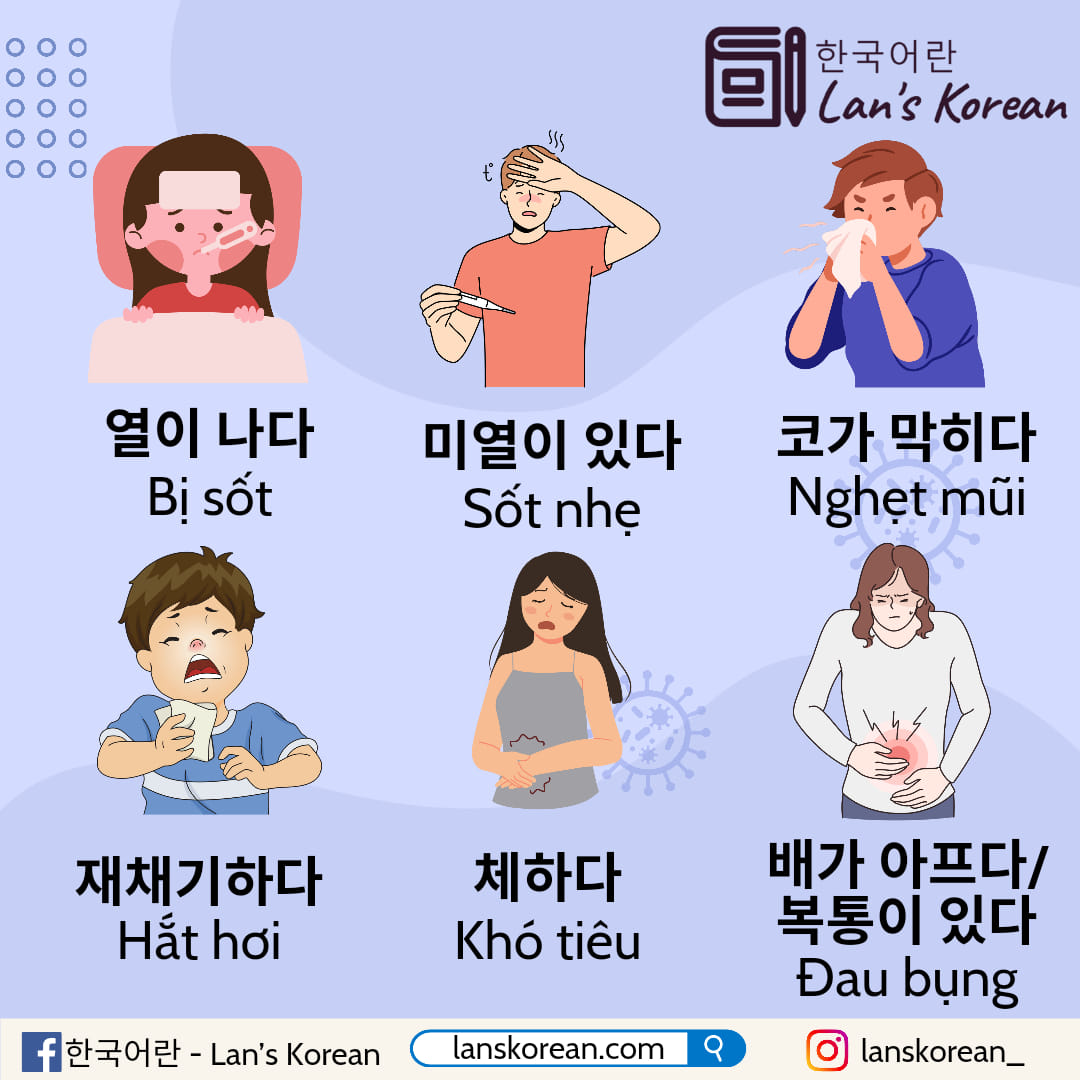 한국어란
Lan's Korean
열이 나다
Bị sốt
미열이 있다
Sốt nhẹ
코가 막히다
Nghẹt mũi
재채기하다
Hắt hơi
체하다
Khó tiêu
배가 아프다/
복통이 있다
Đau bụng
한국어란 - Lan's Korean
lanskorean.com
lanskorean_